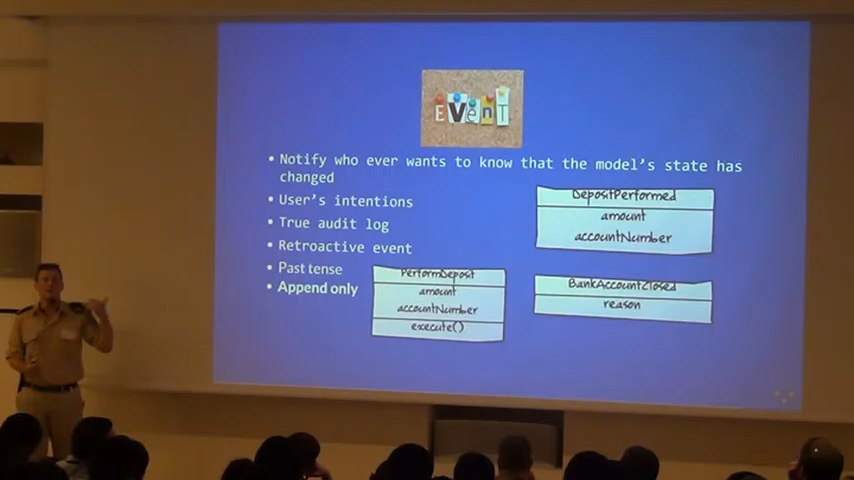 EVenT
• Notify who ever wants to know that the model's state has
changed
• User's intentions
• True audit log
• Retroactive event
• Past tense
• Append only
PerformDeposit
amount
accountNumber
execute()
DepositPerformed
amount
accountNumber
BankAccountClosed
reason